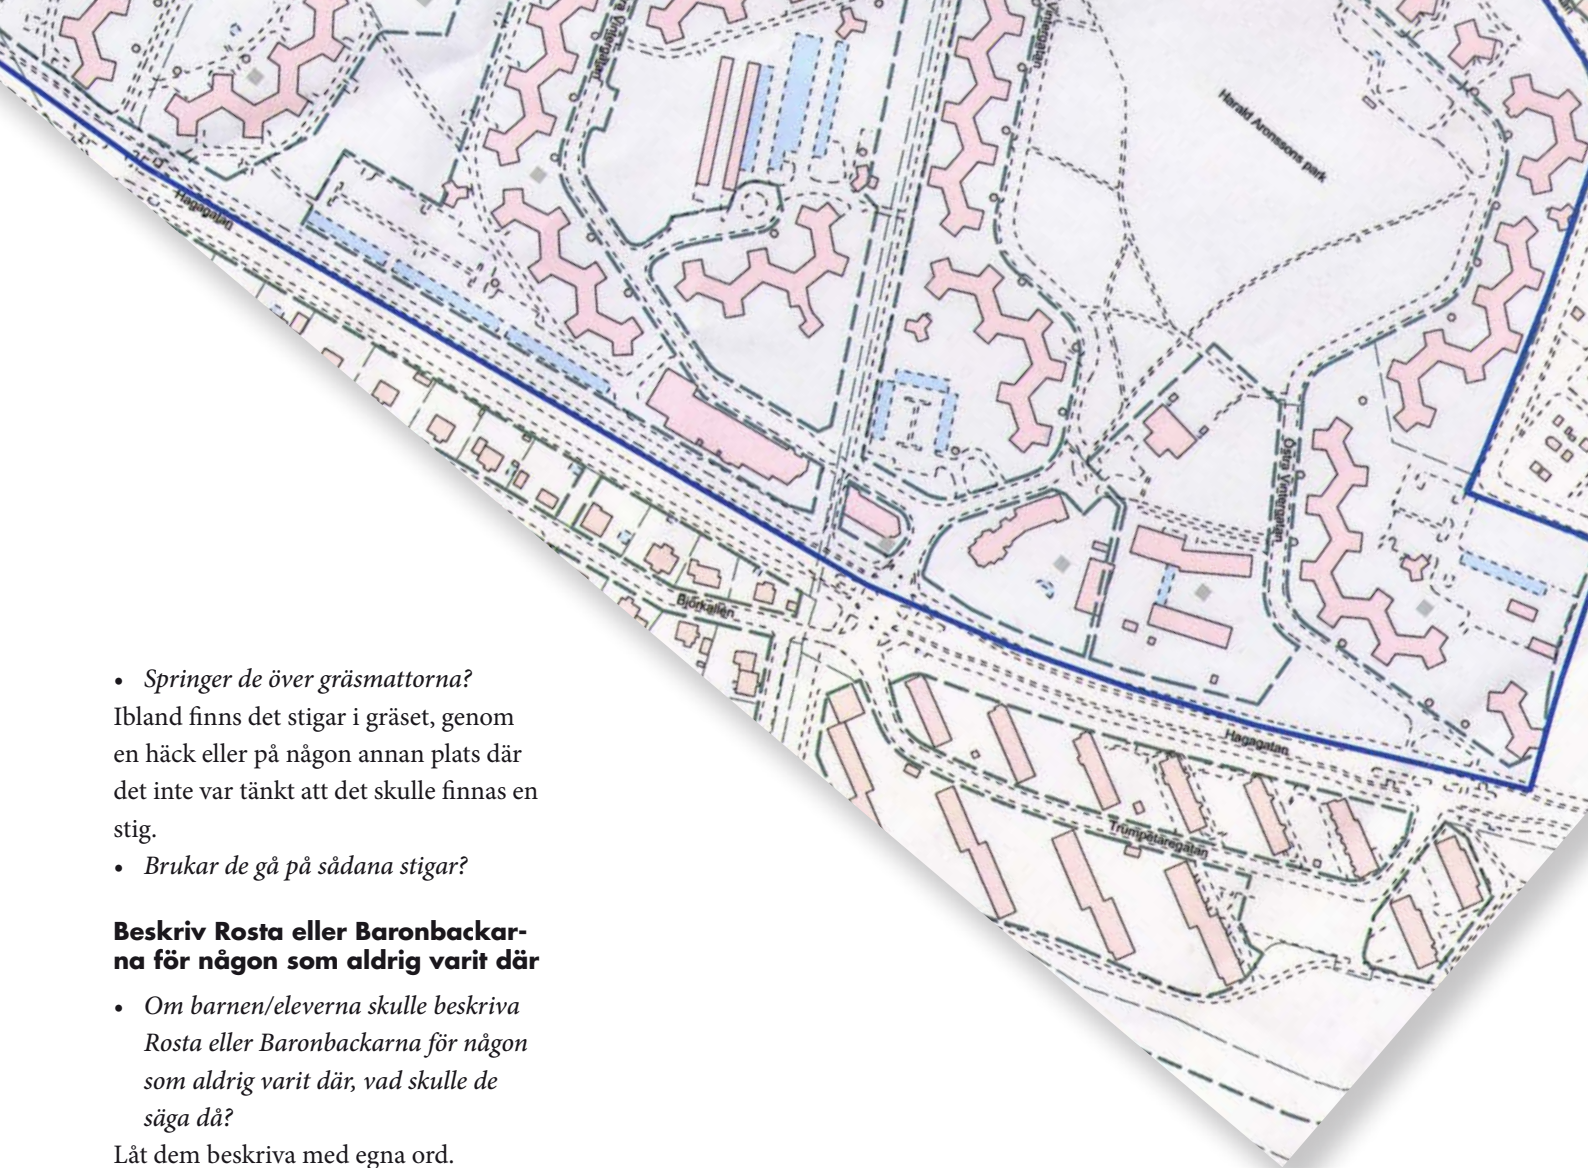 Västra Vintergatan
Vintergatan
Harald Aronssons park
Hagagatan
Östra Vintergatan
Björkallén
Hagagatan
Trumpetaregatan
• Springer de över gräsmattorna?
Ibland finns det stigar i gräset, genom
en häck eller på någon annan plats där
det inte var tänkt att det skulle finnas en
stig.
• Brukar de gå på sådana stigar?
Beskriv Rosta eller Baronbackar-
na för någon som aldrig varit där
• Om barnen/eleverna skulle beskriva
Rosta eller Baronbackarna för någon
som aldrig varit där, vad skulle de
säga då?
Låt dem beskriva med egna ord.